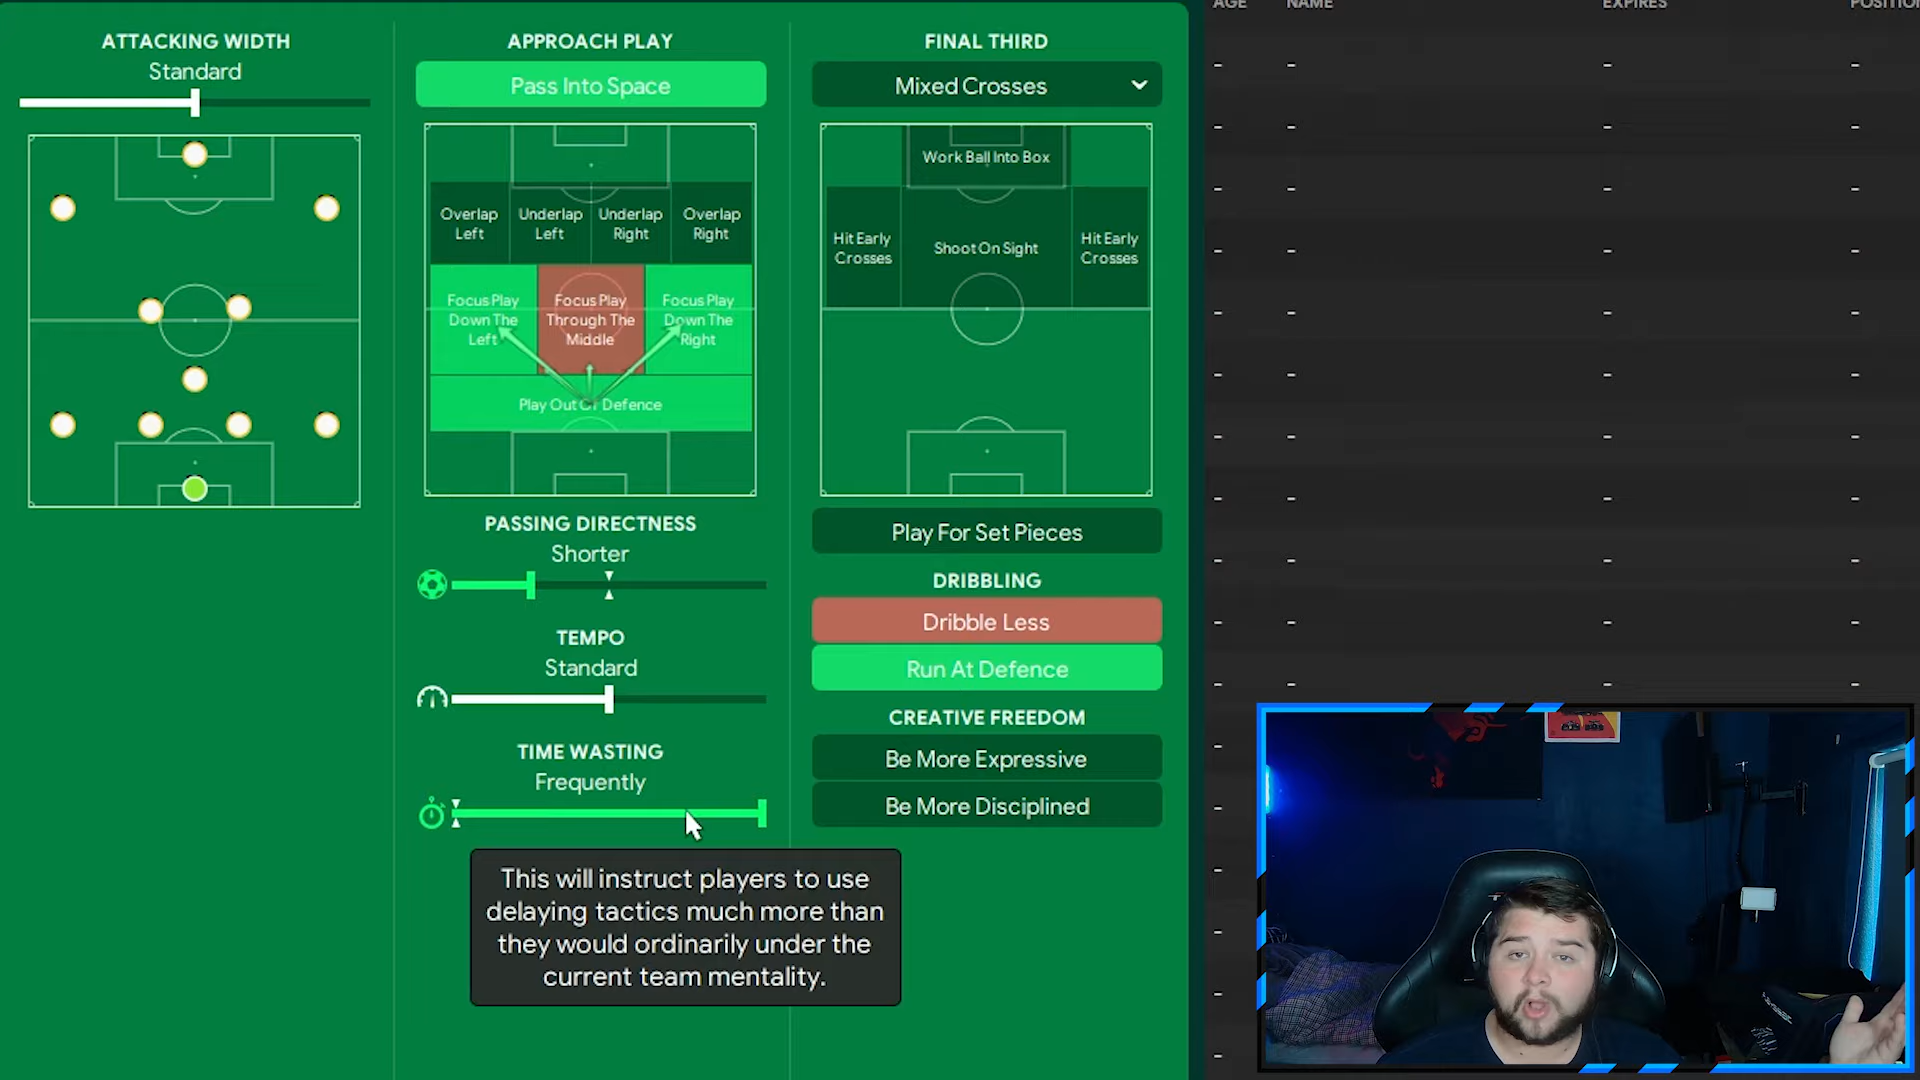 ATTACKING WIDTH
Standard
APPROACH PLAY
Pass Into Space
Overlap
Left
Underlap
Left
Underlap
Right
Overlap
Right
Focus Play
Down The
Left
Focus Play
Through The
Middle
Focus Play
Down The
Right
Play Out Of Defence
PASSING DIRECTNESS
Shorter
TEMPO
Standard
TIME WASTING
Frequently
This will instruct players to use
delaying tactics much more than
they would ordinarily under the
current team mentality.
FINAL THIRD
Mixed Crosses
Work Ball Into Box
Hit Early
Crosses
Shoot On Sight
Hit Early
Crosses
Play For Set Pieces
DRIBBLING
Dribble Less
Run At Defence
CREATIVE FREEDOM
Be More Expressive
Be More Disciplined
AGE NAME EXPIRES POSITION